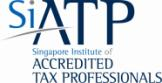 SiATP
Singapore Institute of
ACCREDITED
TAX PROFESSIONALS